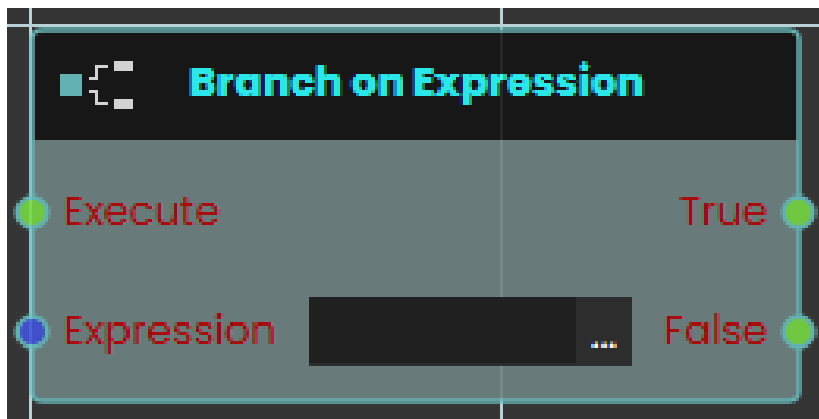 Branch on Expression
Execute True
Expression ... False